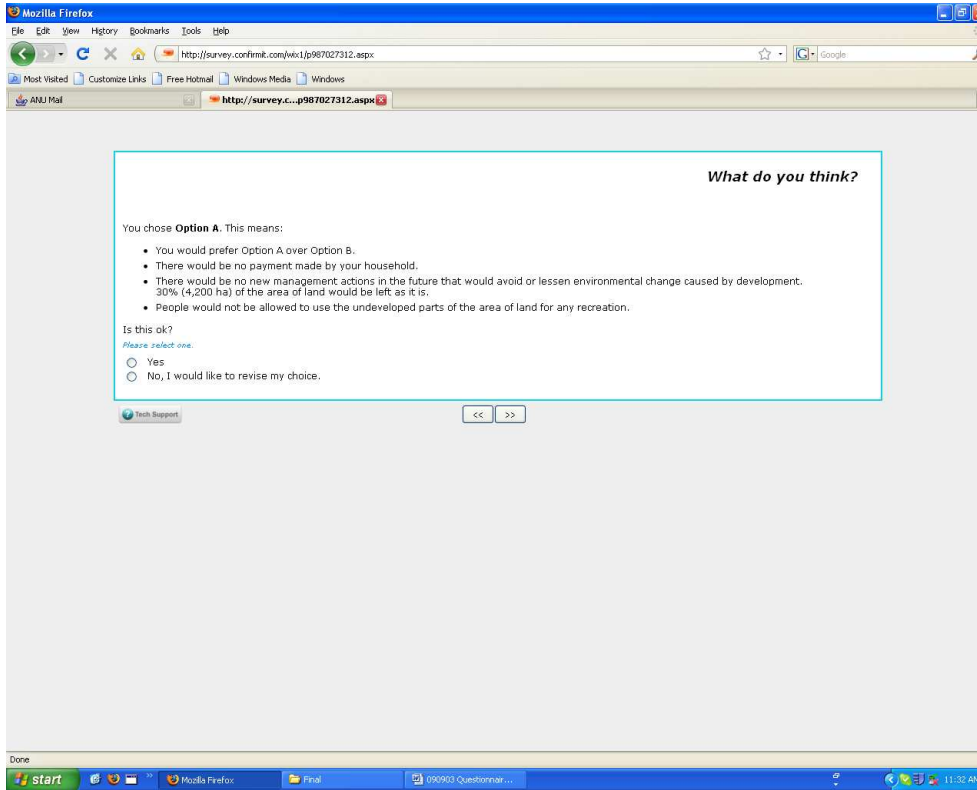 Mozilla Firefox
File Edit View History Bookmarks Tools Help
http://survey.confirmit.com/wix1/p987027312.aspx
Google
Most Visited Customize Links Free Hotmail Windows Media Windows
ANU Mail http://survey.c...p987027312.aspx
What do you think?
You chose Option A. This means:
• You would prefer Option A over Option B.
• There would be no payment made by your household.
• There would be no new management actions in the future that would avoid or lessen environmental change caused by development.
30% (4,200 ha) of the area of land would be left as it is.
• People would not be allowed to use the undeveloped parts of the area of land for any recreation.
Is this ok?
Please select one.
Yes
No, I would like to revise my choice.
Tech Support << >>
Done
start Mozilla Firefox Final 090903 Questionnair... 11:32 AM